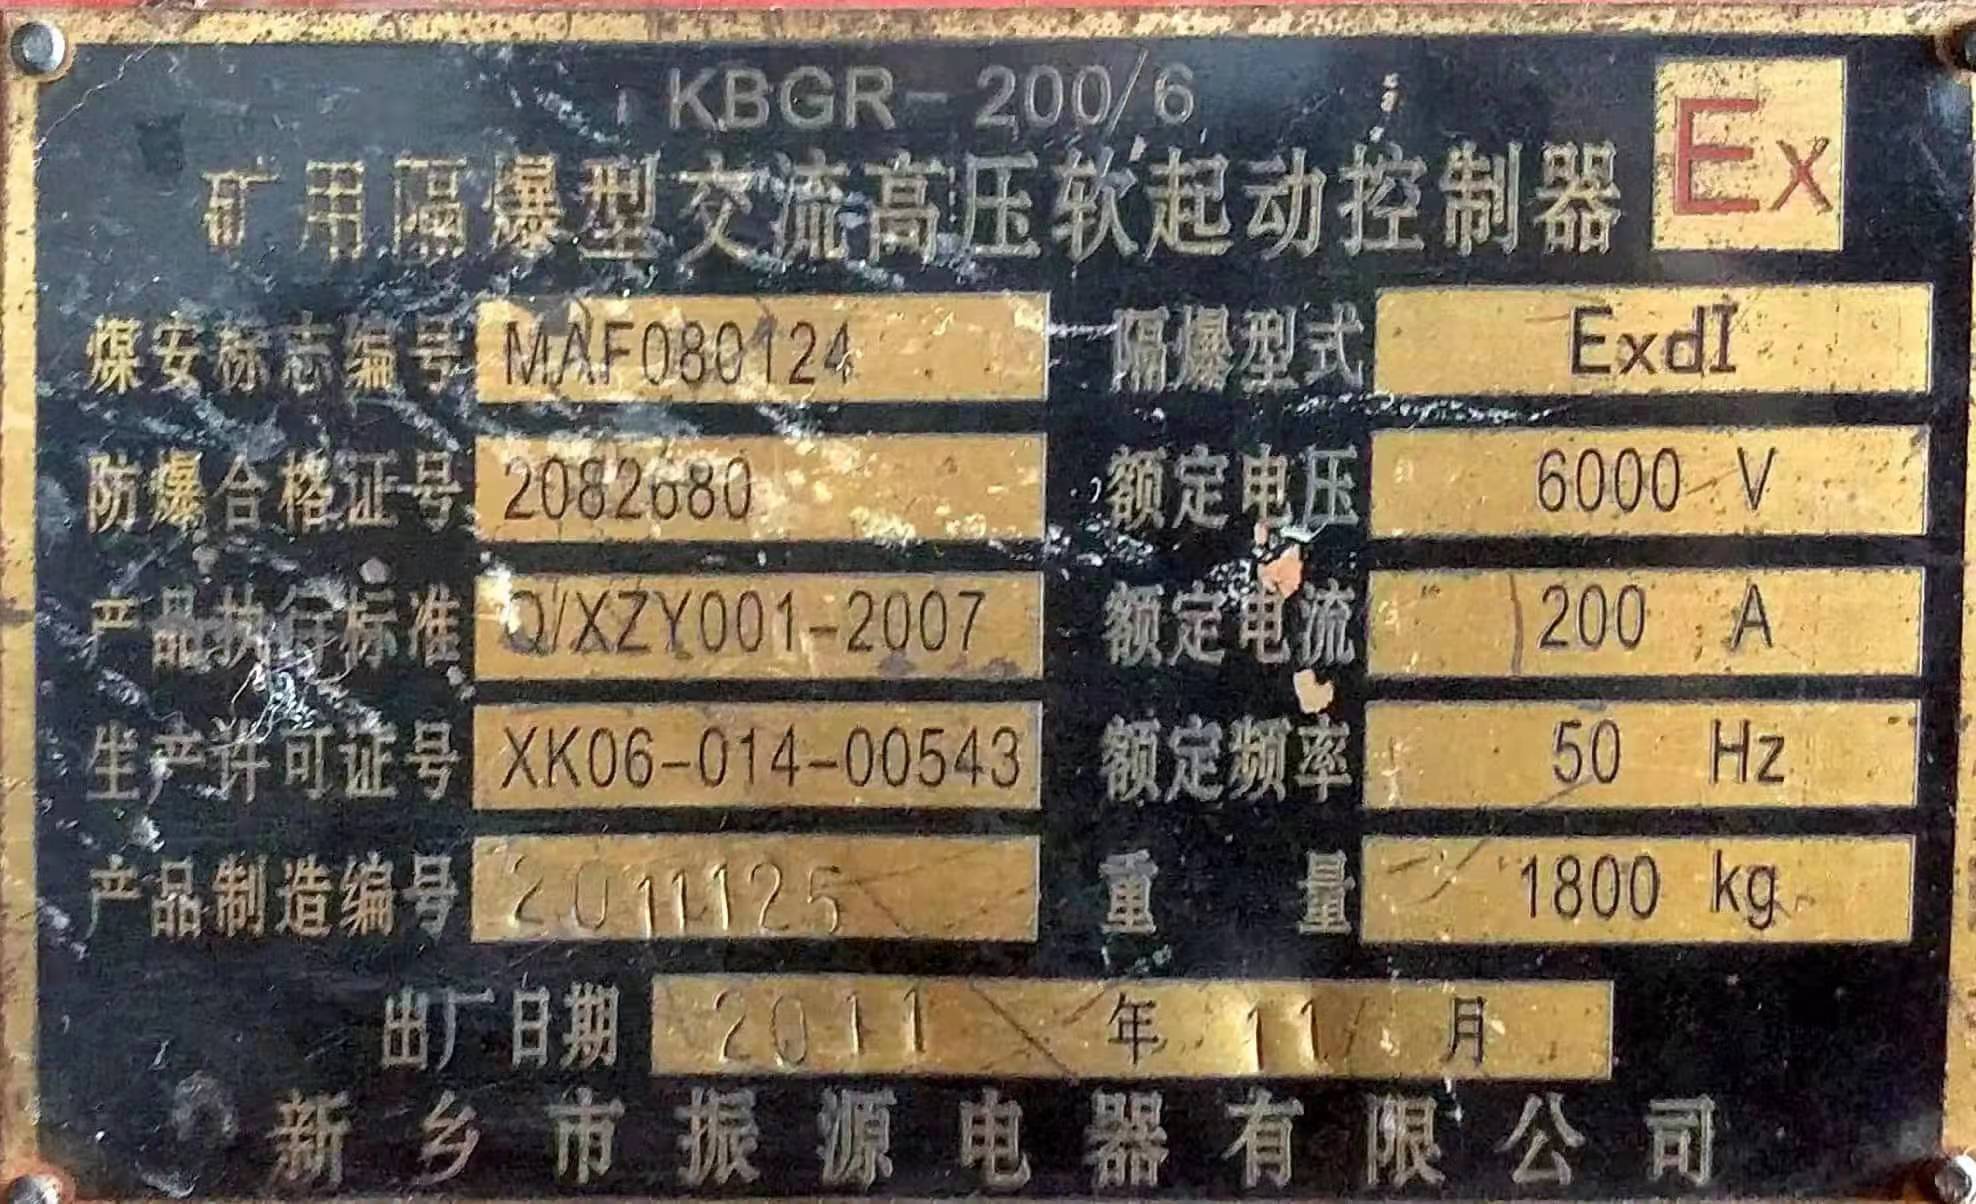 KBGR-200/6
Ex
矿用隔爆型交流高压软起动控制器
煤安标志编号 MAF080124 隔爆型式 ExdI
防爆合格证号 2082680 额定电压 6000 V
产品执行标准 Q/XZY001-2007 额定电流 200 A
生产许可证号 XK06-014-00543 额定频率 50 Hz
产品制造编号 2011125 重量 1800 kg
出厂日期 2011 年 11 月
新乡市振源电器有限公司